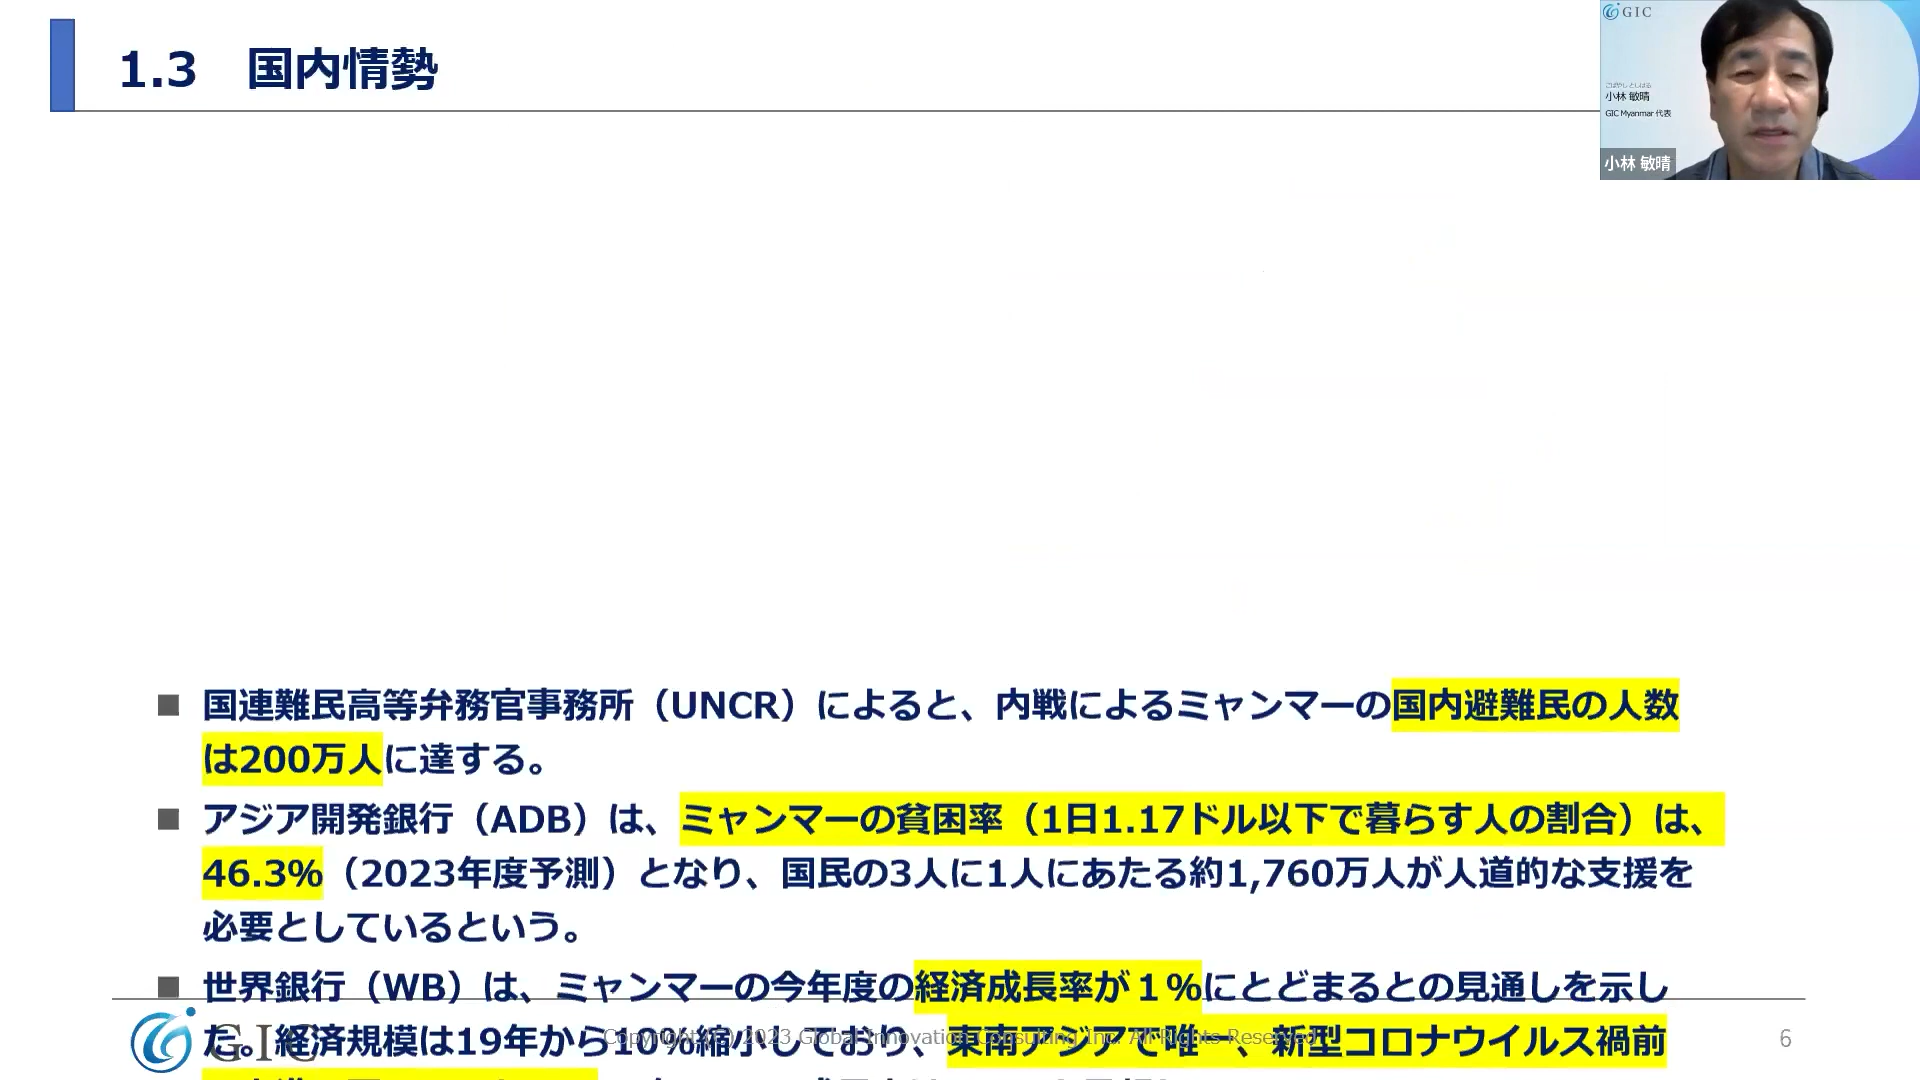 1.3　国内情勢
GIC
こばやし としはる
小林 敏晴
GIC Myanmar 代表
小林 敏晴
■ 国連難民高等弁務官事務所（UNCR）によると、内戦によるミャンマーの国内避難民の人数
は200万人に達する。
■ アジア開発銀行（ADB）は、ミャンマーの貧困率（1日1.17ドル以下で暮らす人の割合）は、
46.3%（2023年度予測）となり、国民の3人に1人にあたる約1,760万人が人道的な支援を
必要としているという。
■ 世界銀行（WB）は、ミャンマーの今年度の経済成長率が１%にとどまるとの見通しを示し
た。経済規模は19年から10%縮小しており、東南アジアで唯一、新型コロナウイルス禍前
GIC
Copyright (C) 2023 Global Innovation Consulting Inc. All Rights Reserved
6